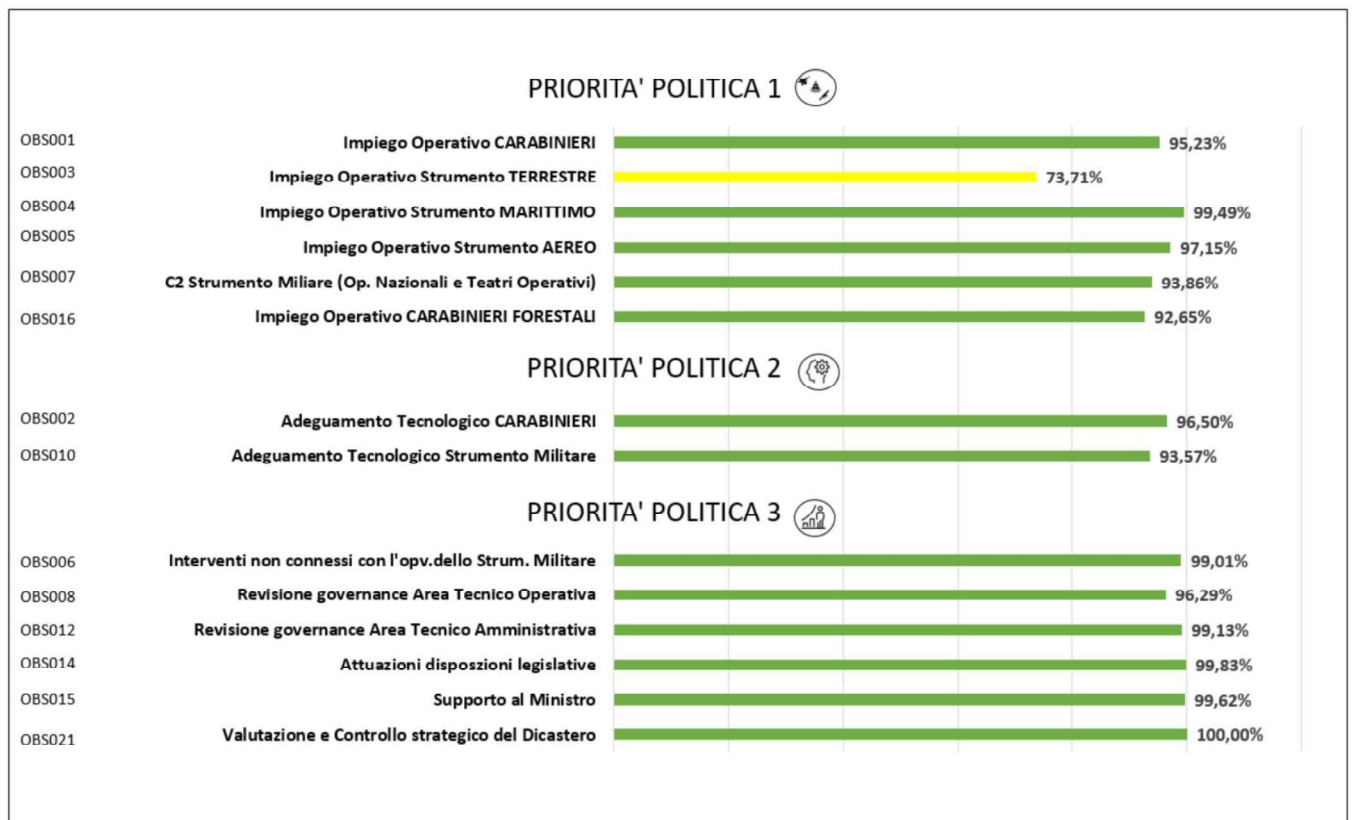 PRIORITA' POLITICA 1
OBS001 Impiego Operativo CARABINIERI 95,23%
OBS003 Impiego Operativo Strumento TERRESTRE 73,71%
OBS004 Impiego Operativo Strumento MARITTIMO 99,49%
OBS005 Impiego Operativo Strumento AEREO 97,15%
OBS007 C2 Strumento Miliare (Op. Nazionali e Teatri Operativi) 93,86%
OBS016 Impiego Operativo CARABINIERI FORESTALI 92,65%
PRIORITA' POLITICA 2
OBS002 Adeguamento Tecnologico CARABINIERI 96,50%
OBS010 Adeguamento Tecnologico Strumento Militare 93,57%
PRIORITA' POLITICA 3
OBS006 Interventi non connessi con l'opv.dello Strum. Militare 99,01%
OBS008 Revisione governance Area Tecnico Operativa 96,29%
OBS012 Revisione governance Area Tecnico Amministrativa 99,13%
OBS014 Attuazioni disposzioni legislative 99,83%
OBS015 Supporto al Ministro 99,62%
OBS021 Valutazione e Controllo strategico del Dicastero 100,00%